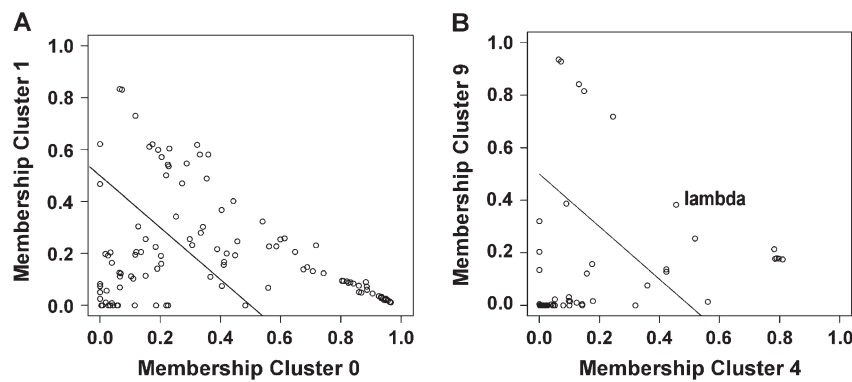 A
Membership Cluster 1
1.0
0.8
0.6
0.4
0.2
0.0
0.0 0.2 0.4 0.6 0.8 1.0
Membership Cluster 0
B
Membership Cluster 9
1.0
0.8
0.6
0.4
0.2
0.0
lambda
0.0 0.2 0.4 0.6 0.8 1.0
Membership Cluster 4